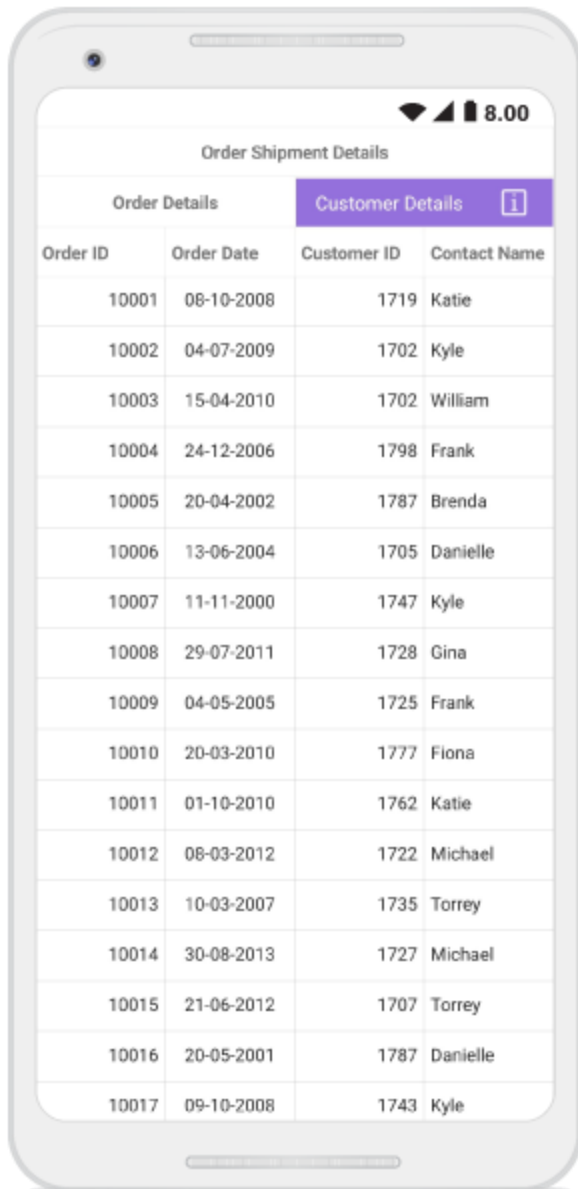 8.00
Order Shipment Details
Order Details Customer Details i
Order ID Order Date Customer ID Contact Name
10001 08-10-2008 1719 Katie
10002 04-07-2009 1702 Kyle
10003 15-04-2010 1702 William
10004 24-12-2006 1798 Frank
10005 20-04-2002 1787 Brenda
10006 13-06-2004 1705 Danielle
10007 11-11-2000 1747 Kyle
10008 29-07-2011 1728 Gina
10009 04-05-2005 1725 Frank
10010 20-03-2010 1777 Fiona
10011 01-10-2010 1762 Katie
10012 08-03-2012 1722 Michael
10013 10-03-2007 1735 Torrey
10014 30-08-2013 1727 Michael
10015 21-06-2012 1707 Torrey
10016 20-05-2001 1787 Danielle
10017 09-10-2008 1743 Kyle